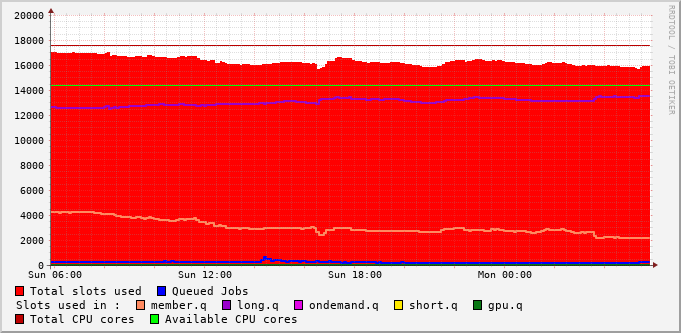 20000
18000
16000
14000
12000
10000
8000
6000
4000
2000
0
Sun 06:00 Sun 12:00 Sun 18:00 Mon 00:00
Total slots used Queued Jobs
Slots used in : member.q long.q ondemand.q short.q gpu.q
Total CPU cores Available CPU cores
RRDTOOL / TOBI OETIKER